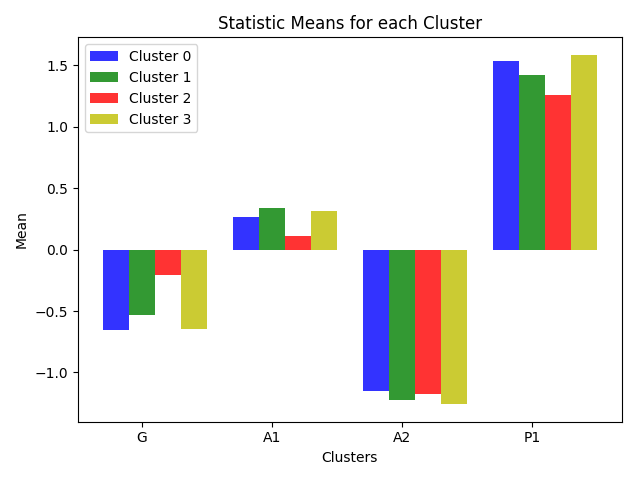 Statistic Means for each Cluster
Cluster 0
Cluster 1
Cluster 2
Cluster 3
Mean
1.5
1.0
0.5
0.0
−0.5
−1.0
G A1 A2 P1
Clusters